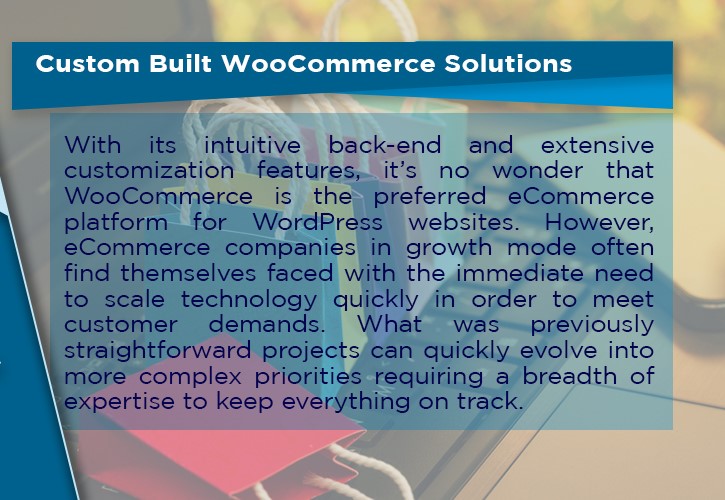 Custom Built WooCommerce Solutions
With its intuitive back-end and extensive
customization features, it’s no wonder that
WooCommerce is the preferred eCommerce
platform for WordPress websites. However,
eCommerce companies in growth mode often
find themselves faced with the immediate need
to scale technology quickly in order to meet
customer demands. What was previously
straightforward projects can quickly evolve into
more complex priorities requiring a breadth of
expertise to keep everything on track.